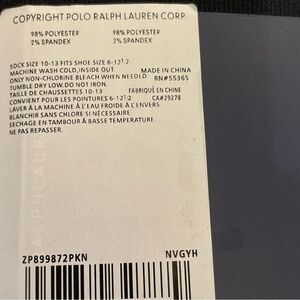 COPYRIGHT POLO RALPH LAUREN CORP.
98% POLYESTER 98% POLYESTER
2% SPANDEX 2% SPANDEX
SOCK SIZE 10-13 FITS SHOE SIZE 6-12 1/2
MACHINE WASH COLD, INSIDE OUT. MADE IN CHINA
ONLY NON-CHLORINE BLEACH WHEN NEEDED RN#55365
TUMBLE DRY LOW. DO NOT IRON.
TAILLE DE CHAUSSETTES 10-13 FABRIQUÉ EN CHINE
CONVIENT POUR LES POINTURES 6-12 1/2 CA#29278
LAVER À LA MACHINE À L'EAU FROIDE À L'ENVERS
BLANCHIR SANS CHLORE SI NÉCESSAIRE.
SECHAGE EN TAMBOUR À BASSE TEMPERATURE.
NE PAS REPASSER.
ZP899872PKN NVGYH